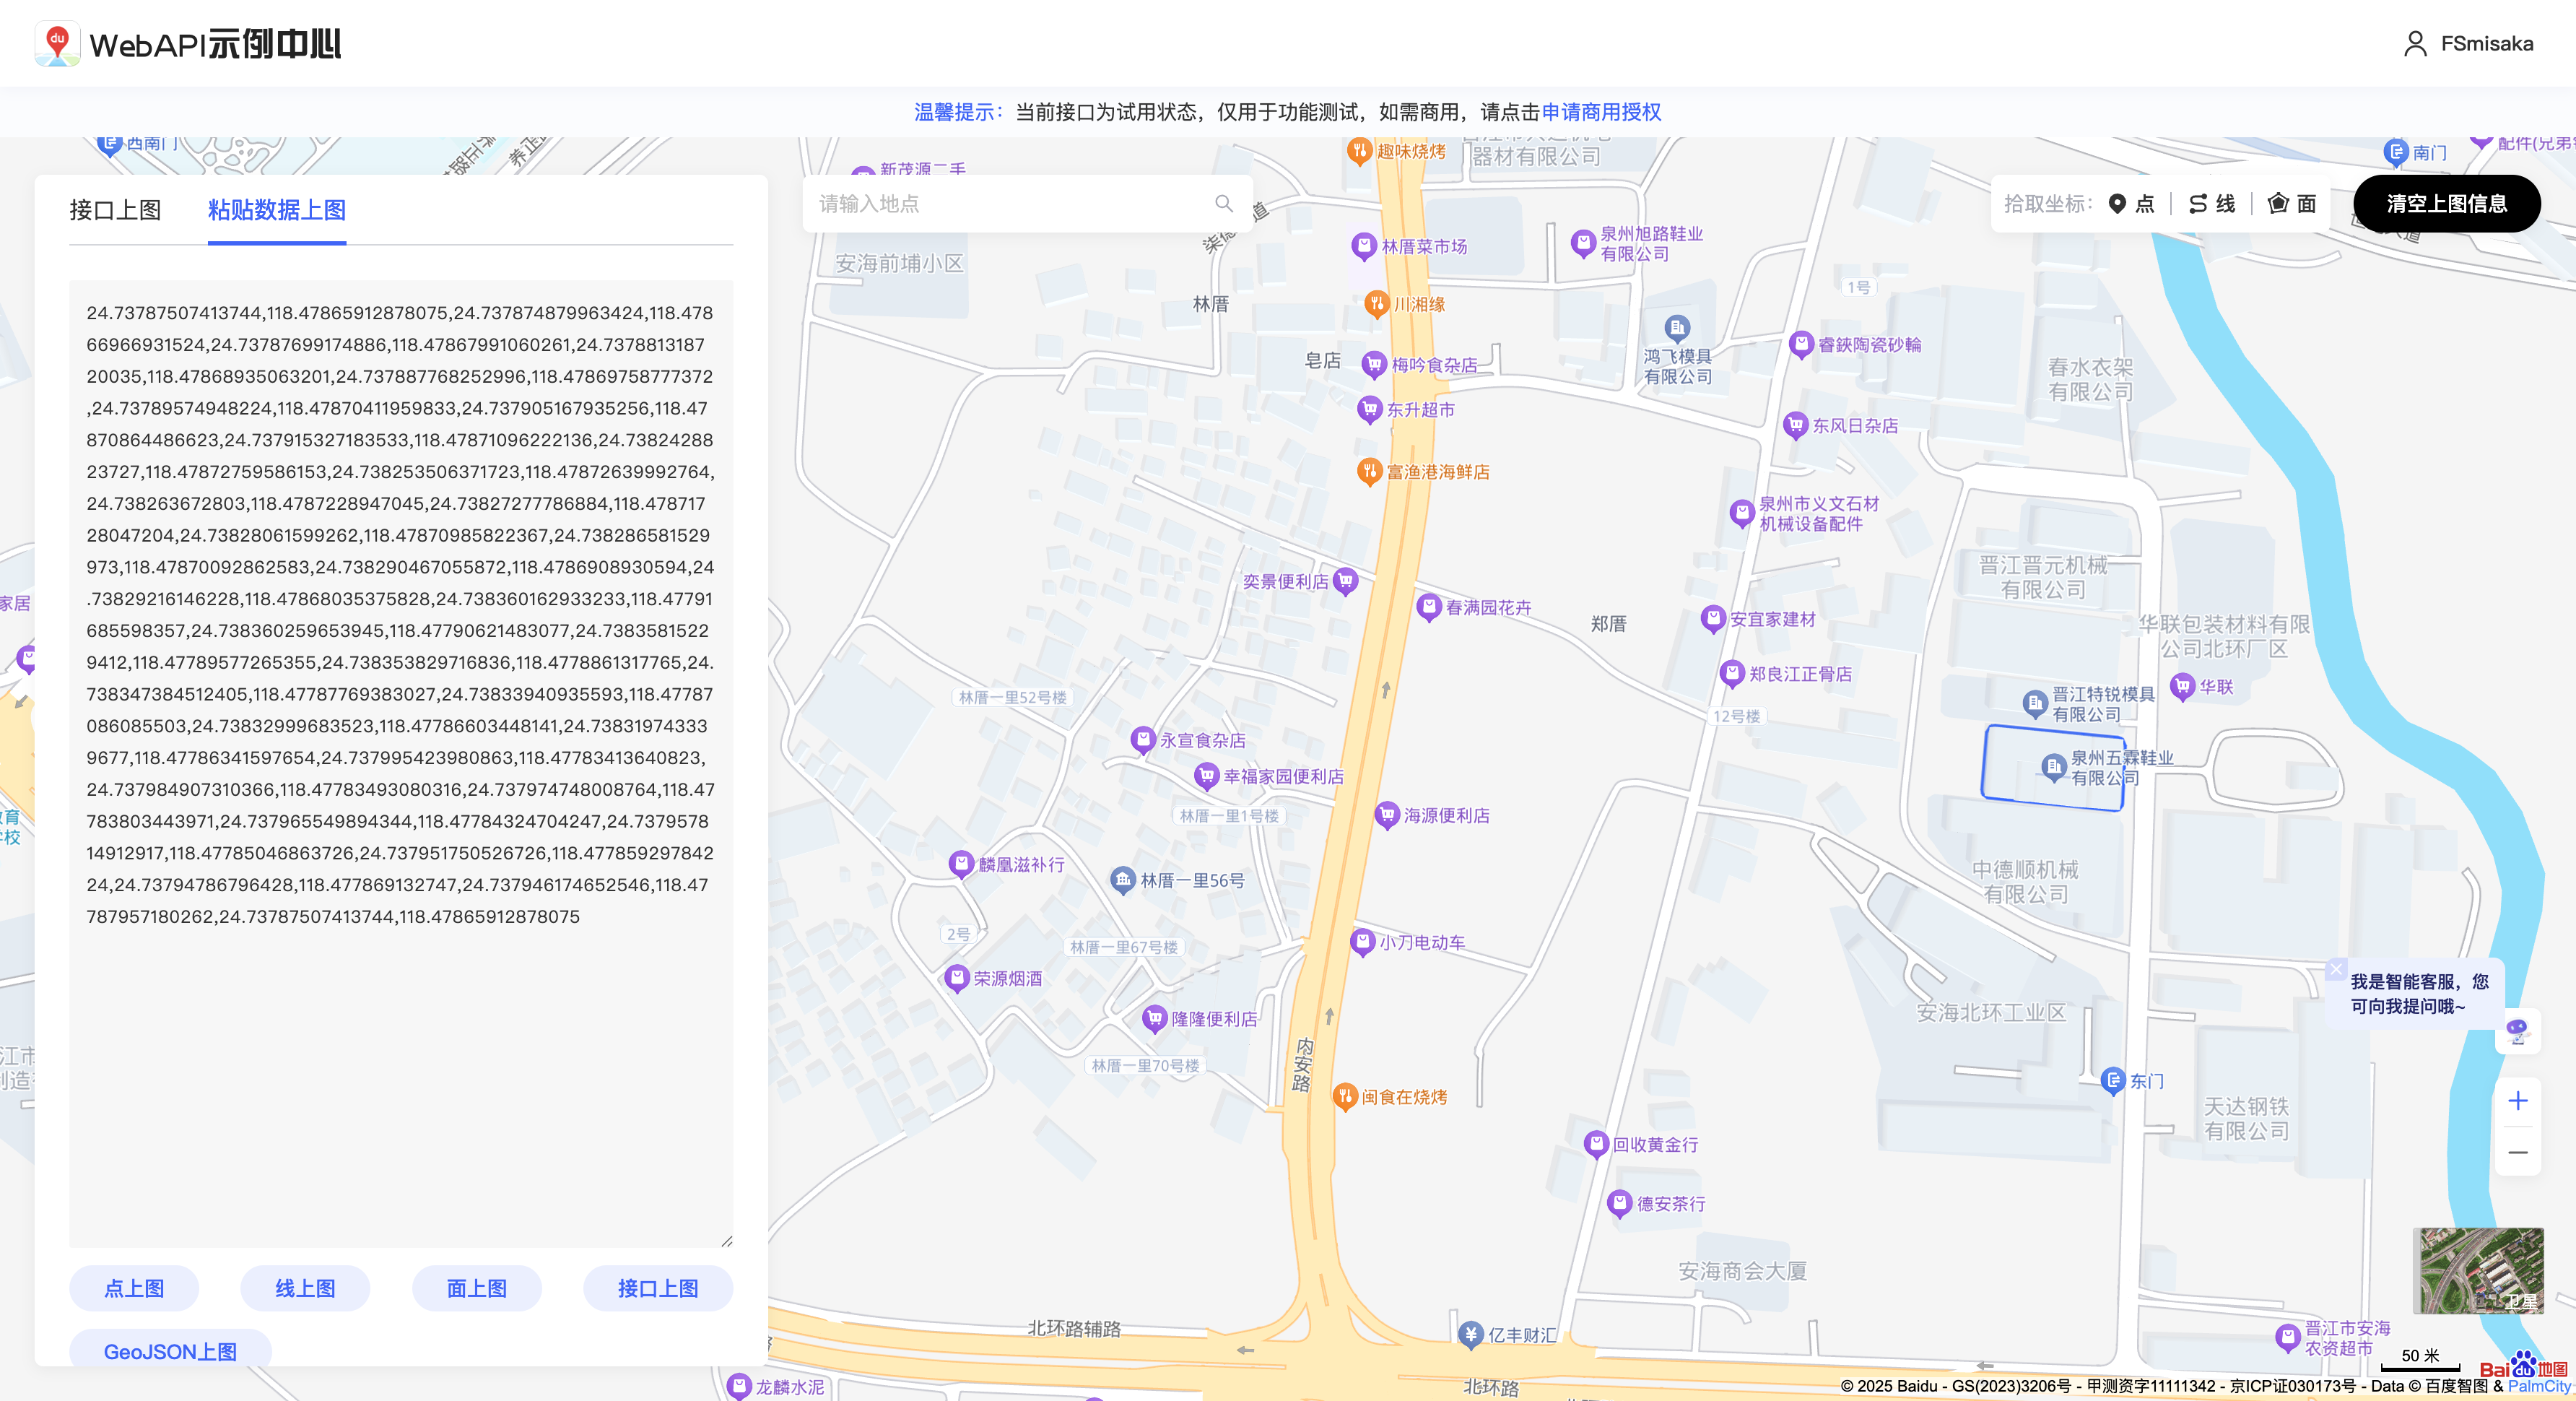 WebAPI示例中心
FSmisaka
温馨提示：当前接口为试用状态，仅用于功能测试，如需商用，请点击申请商用授权
接口上图
粘贴数据上图
24.73787507413744,118.47865912878075,24.737874879963424,118.478
66966931524,24.73787699174886,118.47867991060261,24.7378813187
20035,118.47868935063201,24.737887768252996,118.47869758777372
,24.73789574948224,118.47870411959833,24.737905167935256,118.47
870864486623,24.737915327183533,118.47871096222136,24.73824288
23727,118.47872759586153,24.738253506371723,118.47872639992764,
24.738263672803,118.4787228947045,24.73827277786884,118.478717
28047204,24.73828061599262,118.47870985822367,24.738286581529
973,118.47870092862583,24.738290467055872,118.4786908930594,24
.73829216146228,118.47868035375828,24.738360162933233,118.47791
685598357,24.738360259653945,118.47790621483077,24.7383581522
9412,118.47789577265355,24.738353829716836,118.4778861317765,24.
738347384512405,118.47787769383027,24.73833940935593,118.47787
086085503,24.73832999683523,118.47786603448141,24.73831974333
9677,118.47786341597654,24.737995423980863,118.47783413640823,
24.737984907310366,118.47783493080316,24.737974748008764,118.47
783803443971,24.737965549894344,118.47784324704247,24.7379578
14912917,118.47785046863726,24.737951750526726,118.477859297842
24,24.73794786796428,118.477869132747,24.737946174652546,118.47
787957180262,24.73787507413744,118.47865912878075
点上图
线上图
面上图
接口上图
GeoJSON上图
请输入地点
拾取坐标：
点
线
面
清空上图信息
西南门
新茂源二手
趣味烧烤
器材有限公司
南门
安海前埔小区
林厝菜市场
泉州旭路鞋业
有限公司
林厝
川湘缘
1号
皂店
梅吟食杂店
鸿飞模具
有限公司
睿鋏陶瓷砂輪
春水衣架
有限公司
东升超市
东风日杂店
富渔港海鲜店
泉州市义文石材
机械设备配件
晋江晋元机械
有限公司
奕景便利店
春满园花卉
郑厝
安宜家建材
华联包装材料有限
公司北环厂区
家居
郑良江正骨店
华联
林厝一里52号楼
12号楼
晋江特锐模具
有限公司
永宣食杂店
泉州五霖鞋业
有限公司
幸福家园便利店
林厝一里1号楼
海源便利店
麟凰滋补行
林厝一里56号
中德顺机械
有限公司
2号
林厝一里67号楼
小刀电动车
荣源烟酒
隆隆便利店
安海北环工业区
我是智能客服，您
可向我提问哦~
林厝一里70号楼
内安路
闽食在烧烤
东门
天达钢铁
有限公司
回收黄金行
德安茶行
安海商会大厦
卫星
北环路辅路
亿丰财汇
晋江市安海
农资超市
50 米
Bai du 地图
龙麟水泥
北环路
© 2025 Baidu - GS(2023)3206号 - 甲测资字11111342 - 京ICP证030173号 - Data © 百度智图 & PalmCity